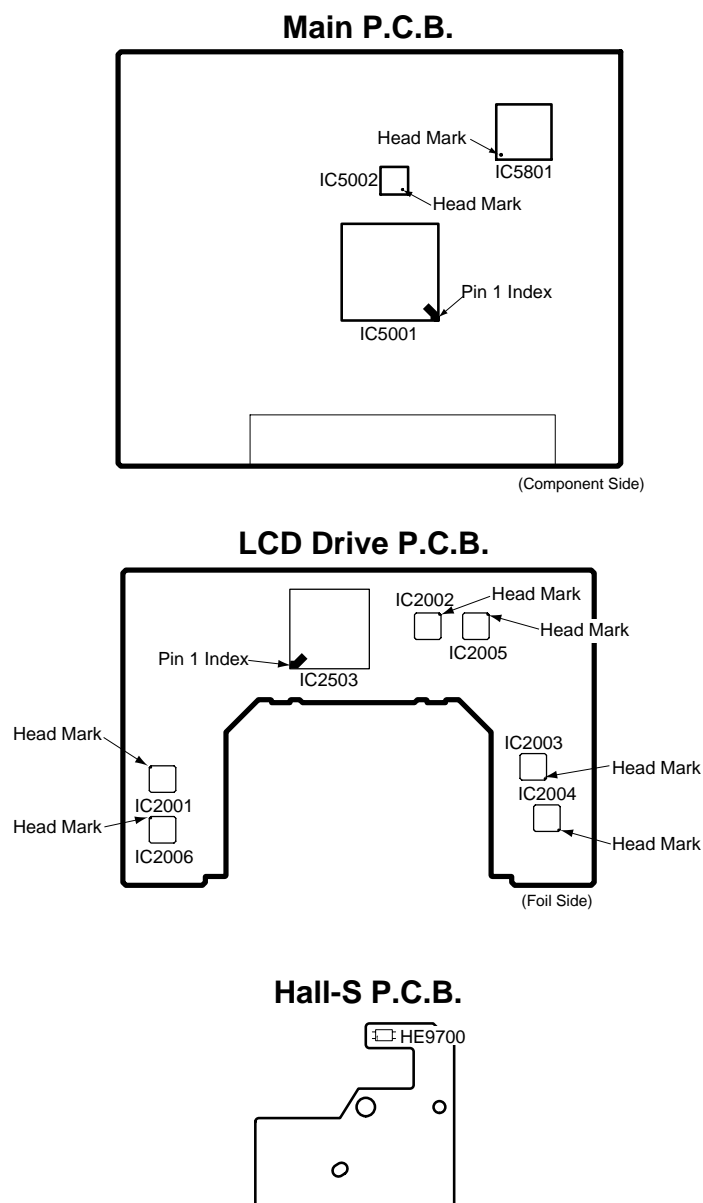 Main P.C.B.
Head Mark
IC5801
IC5002
Head Mark
Pin 1 Index
IC5001
(Component Side)
LCD Drive P.C.B.
IC2002
Head Mark
Head Mark
IC2005
Pin 1 Index
IC2503
Head Mark
IC2003
Head Mark
IC2001
IC2004
Head Mark
IC2006
Head Mark
(Foil Side)
Hall-S P.C.B.
HE9700